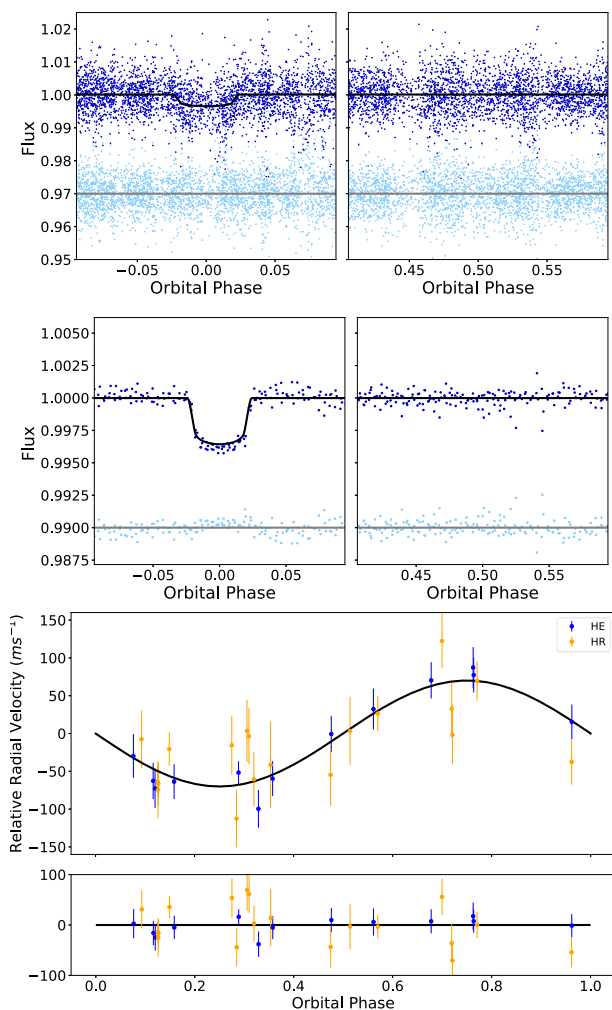 1.02
1.01
1.00
0.99
0.98
0.97
0.96
0.95
Flux
−0.05 0.00 0.05
0.45 0.50 0.55
Orbital Phase Orbital Phase
1.0050
1.0025
1.0000
0.9975
0.9950
0.9925
0.9900
0.9875
Flux
−0.05 0.00 0.05
0.45 0.50 0.55
Orbital Phase Orbital Phase
150
100
50
0
−50
−100
−150
Relative Radial Velocity (ms⁻¹)
HE
HR
100
0
−100
0.0 0.2 0.4 0.6 0.8 1.0
Orbital Phase